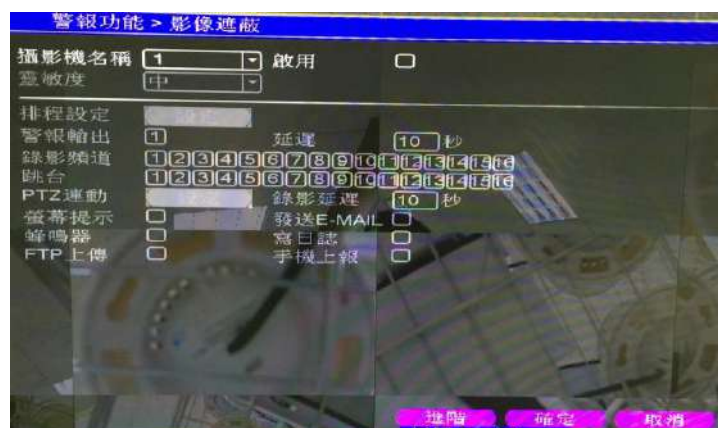 警報功能 > 影像遮蔽
攝影機名稱 1 啟用
靈敏度 中
排程設定 設定
警報輸出 1 延遲 10 秒
錄影頻道 1 2 3 4 5 6 7 8 9 10 11 12 13 14 15 16
跳台 1 2 3 4 5 6 7 8 9 10 11 12 13 14 15 16
PTZ連動 錄影延遲 10 秒
螢幕提示 發送E-MAIL
蜂鳴器 寫日誌
FTP上傳 手機上報
進階 確定 取消